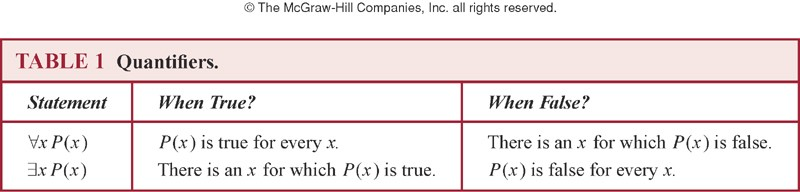 © The McGraw-Hill Companies, Inc. all rights reserved.
TABLE 1 Quantifiers.
Statement When True? When False?
∀x P(x) P(x) is true for every x. There is an x for which P(x) is false.
∃x P(x) There is an x for which P(x) is true. P(x) is false for every x.